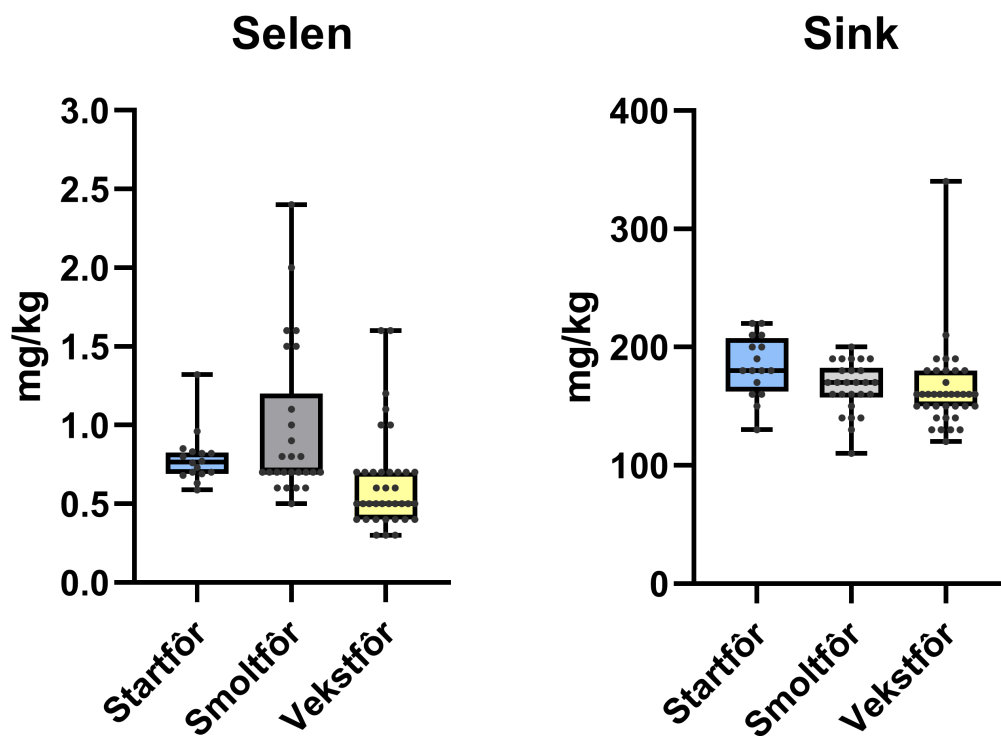 Selen
mg/kg
3.0
2.5
2.0
1.5
1.0
0.5
0.0
Startfôr
Smoltfôr
Vekstfôr
Sink
mg/kg
400
300
200
100
0
Startfôr
Smoltfôr
Vekstfôr